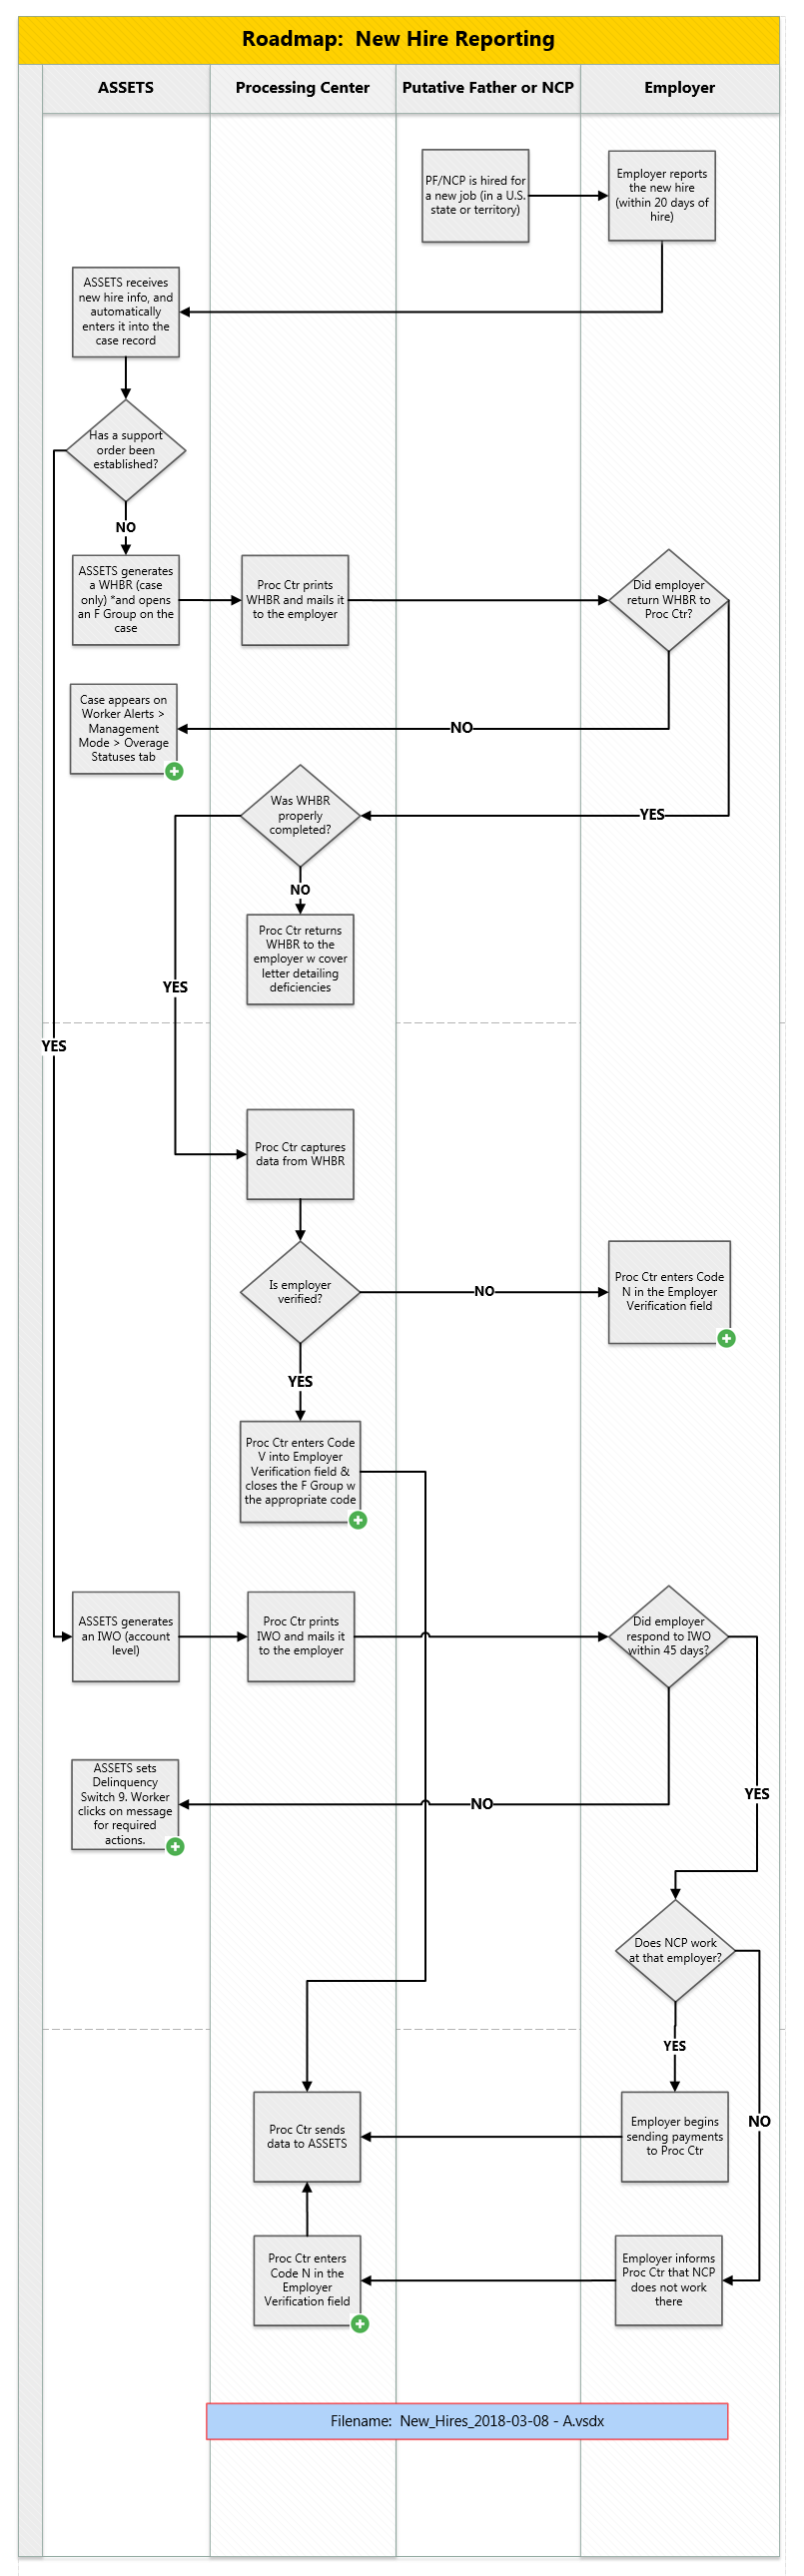 Roadmap:  New Hire Reporting
ASSETS
Processing Center
Putative Father or NCP
Employer
PF/NCP is hired for
a new job (in a U.S.
state or territory)
Employer reports
the new hire
(within 20 days of
hire)
ASSETS receives
new hire info, and
automatically
enters it into the
case record
Has a support
order been
established?
NO
ASSETS generates
a WHBR (case
only) *and opens
an F Group on the
case
Proc Ctr prints
WHBR and mails it
to the employer
Did employer
return WHBR to
Proc Ctr?
Case appears on
Worker Alerts >
Management
Mode > Overage
Statuses tab
NO
Was WHBR
properly
completed?
YES
NO
Proc Ctr returns
WHBR to the
employer w cover
letter detailing
deficiencies
YES
YES
Proc Ctr captures
data from WHBR
Is employer
verified?
NO
Proc Ctr enters Code
N in the Employer
Verification field
YES
Proc Ctr enters Code
V into Employer
Verification field &
closes the F Group w
the appropriate code
ASSETS generates
an IWO (account
level)
Proc Ctr prints
IWO and mails it
to the employer
Did employer
respond to IWO
within 45 days?
ASSETS sets
Delinquency
Switch 9. Worker
clicks on message
for required
actions.
NO
YES
Does NCP work
at that employer?
YES
NO
Proc Ctr sends
data to ASSETS
Employer begins
sending payments
to Proc Ctr
Proc Ctr enters
Code N in the
Employer
Verification field
Employer informs
Proc Ctr that NCP
does not work
there
Filename:  New_Hires_2018-03-08 - A.vsdx